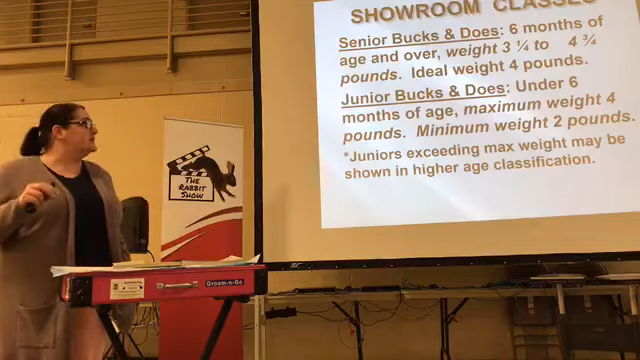 SHOWROOM CLASSES
Senior Bucks & Does: 6 months of
age and over, weight 3 ¼ to 4 ¾
pounds. Ideal weight 4 pounds.
Junior Bucks & Does: Under 6
months of age, maximum weight 4
pounds. Minimum weight 2 pounds.
*Juniors exceeding max weight may be
shown in higher age classification.
THE
RABBIT
SHOW
Groom-n-Go